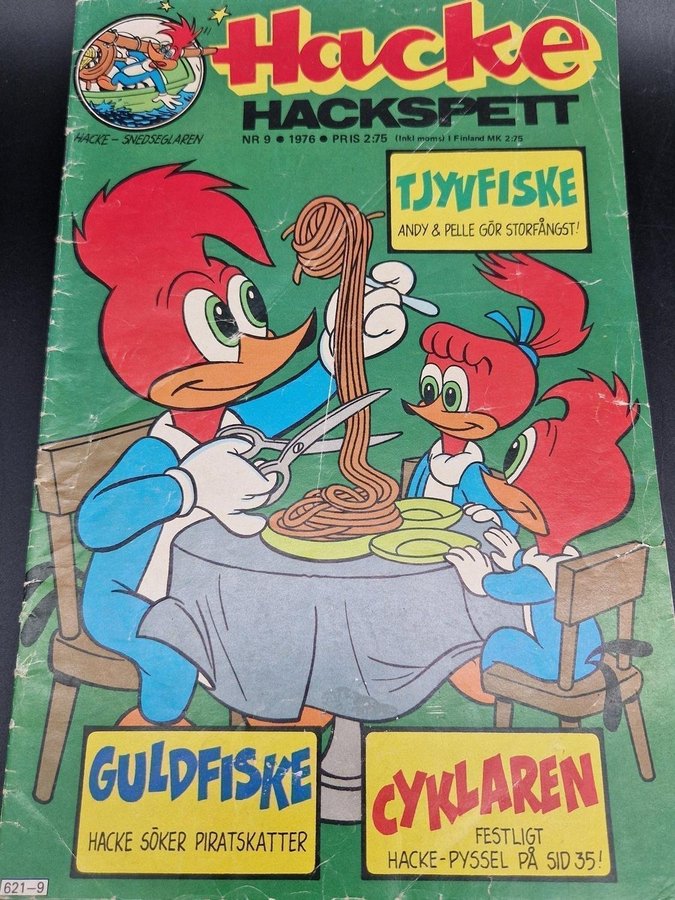 Hacke
HACKSPETT
HACKE – SNEDSEGLAREN
NR 9 ● 1976 ● PRIS 2:75 (Inkl moms) I Finland MK 2:75
TJYVFISKE
ANDY & PELLE GÖR STORFÅNGST!
GULDFISKE
HACKE SÖKER PIRATSKATTER
CYKLAREN
FESTLIGT
HACKE-PYSSEL PÅ SID 35!
621–9